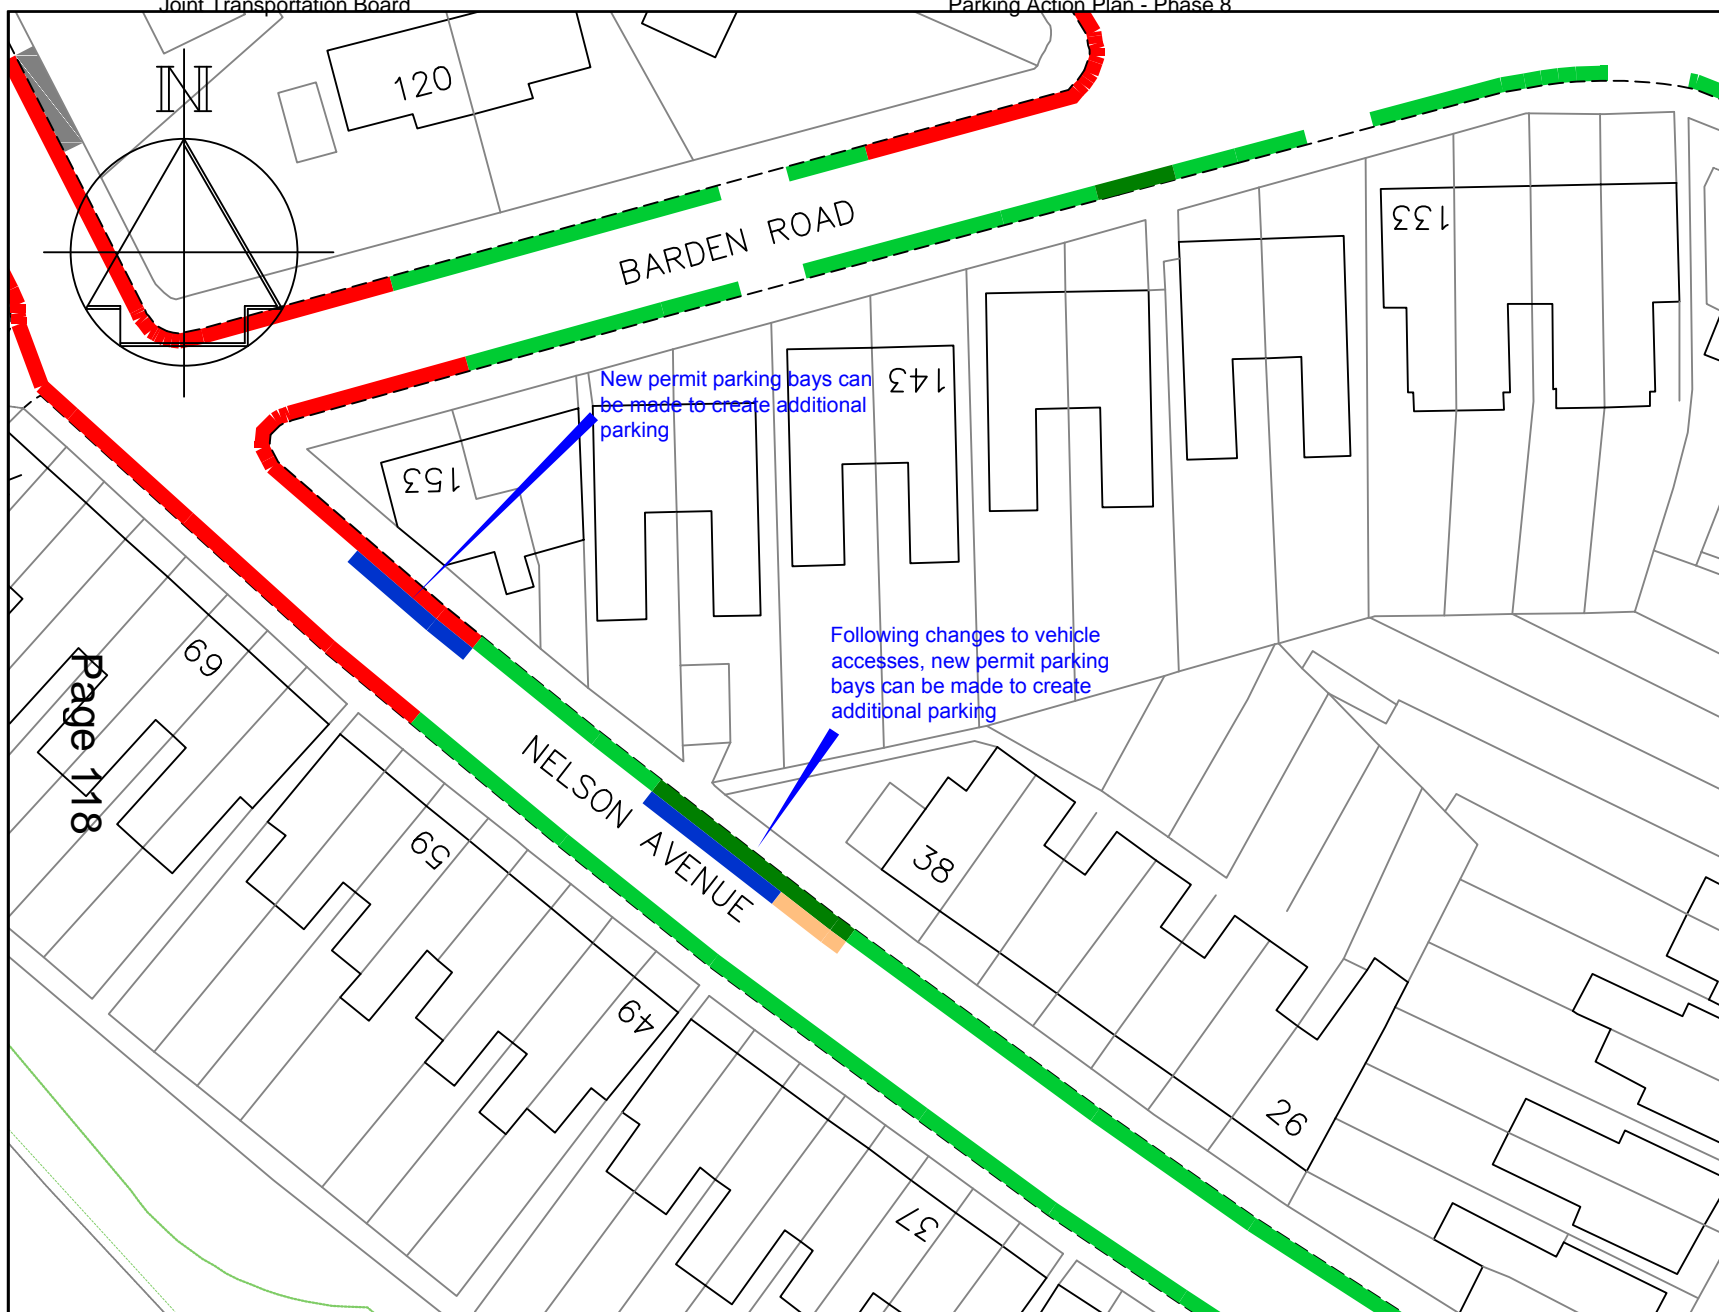 Joint Transportation Board
Parking Action Plan - Phase 8
N
120
BARDEN ROAD
133
143
New permit parking bays can
be made to create additional
parking
153
Following changes to vehicle
accesses, new permit parking
bays can be made to create
additional parking
69
Page 118
NELSON AVENUE
59
38
49
26
37